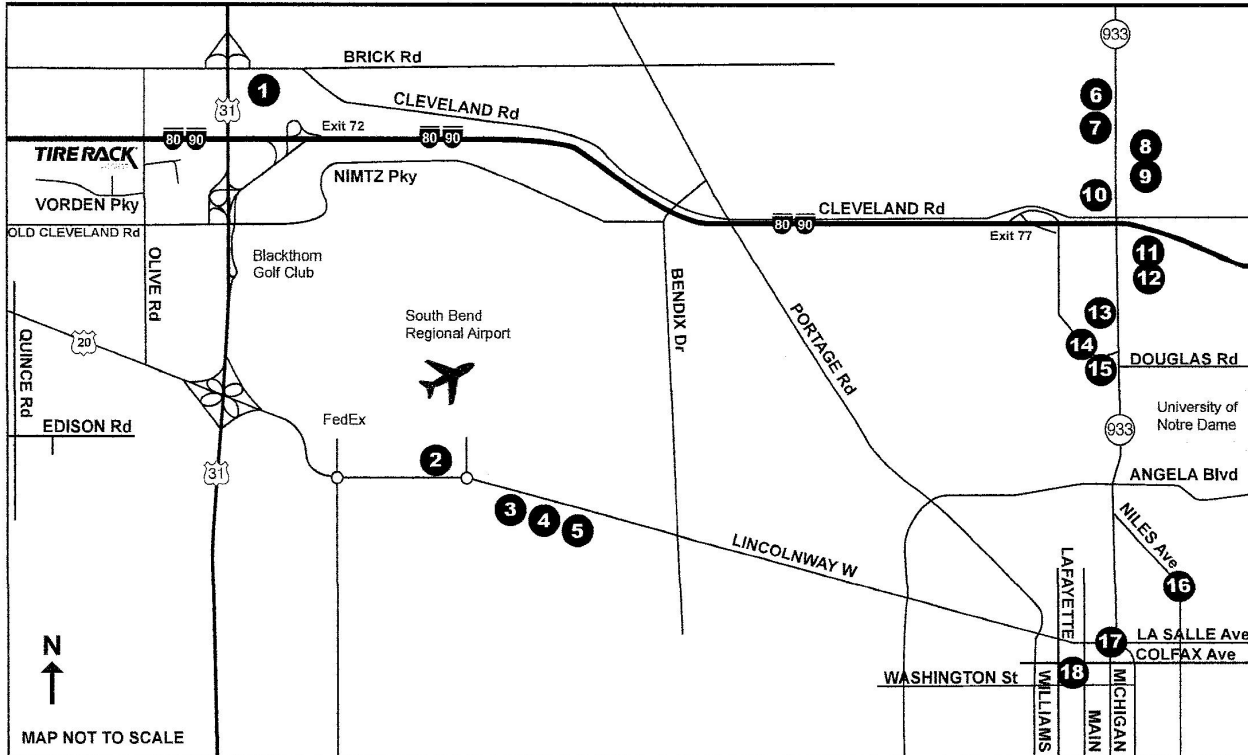 933
BRICK Rd
1
6
31
CLEVELAND Rd
7
Exit 72
80 90
80 90
8
TIRE RACK
NIMTZ Pky
9
10
VORDEN Pky
CLEVELAND Rd
80 90
OLD CLEVELAND Rd
Exit 77
11
Blackthorn
Golf Club
12
OLIVE Rd
BENDIX Dr
PORTAGE Rd
South Bend
Regional Airport
13
20
14
QUINCE Rd
15
DOUGLAS Rd
University of
Notre Dame
FedEx
EDISON Rd
933
2
31
ANGELA Blvd
3
4
5
NILES Ave
LINCOLNWAY W
LAFAYETTE
16
N
17
LA SALLE Ave
COLFAX Ave
18
WASHINGTON St
WILLIAMS
MAIN
MICHIGAN
MAP NOT TO SCALE